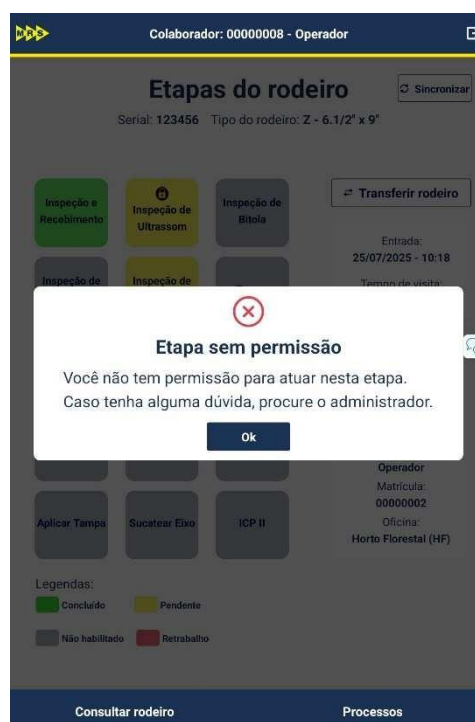 MRS
Colaborador: 00000008 - Operador
Etapas do rodeiro
Sincronizar
Serial: 123456 Tipo do rodeiro: Z - 6.1/2" x 9"
Inspeção e
Recebimento
Inspeção de
Ultrassom
Inspeção de
Bitola
Transferir rodeiro
Entrada:
25/07/2025 - 10:18
Tempo de visita:
Inspeção de
Inspeção de
Etapa sem permissão
Você não tem permissão para atuar nesta etapa.
Caso tenha alguma dúvida, procure o administrador.
Ok
Operador
Matrícula:
00000002
Oficina:
Horto Florestal (HF)
Aplicar Tampa
Sucatear Eixo
ICP II
Legendas:
Concluído
Pendente
Não habilitado
Retrabalho
Consultar rodeiro
Processos